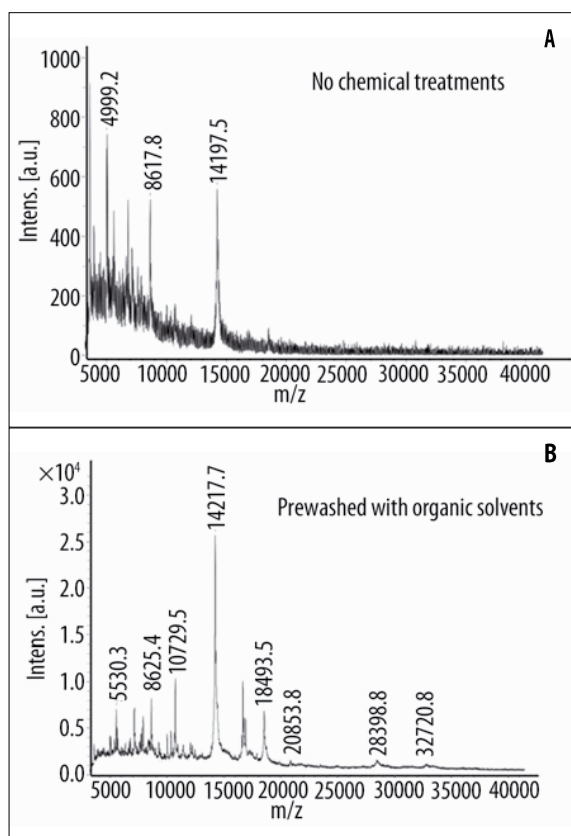 A
No chemical treatments
Intens. [a.u.]
1000
800
600
400
200
0
4999.2
8617.8
14197.5
5000 10000 15000 20000 25000 30000 35000 40000
m/z
B
Prewashed with organic solvents
×10⁴
Intens. [a.u.]
3.0
2.5
2.0
1.5
1.0
0.5
0.0
5530.3
8625.4
10729.5
14217.7
18493.5
20853.8
28398.8
32720.8
5000 10000 15000 20000 25000 30000 35000 40000
m/z